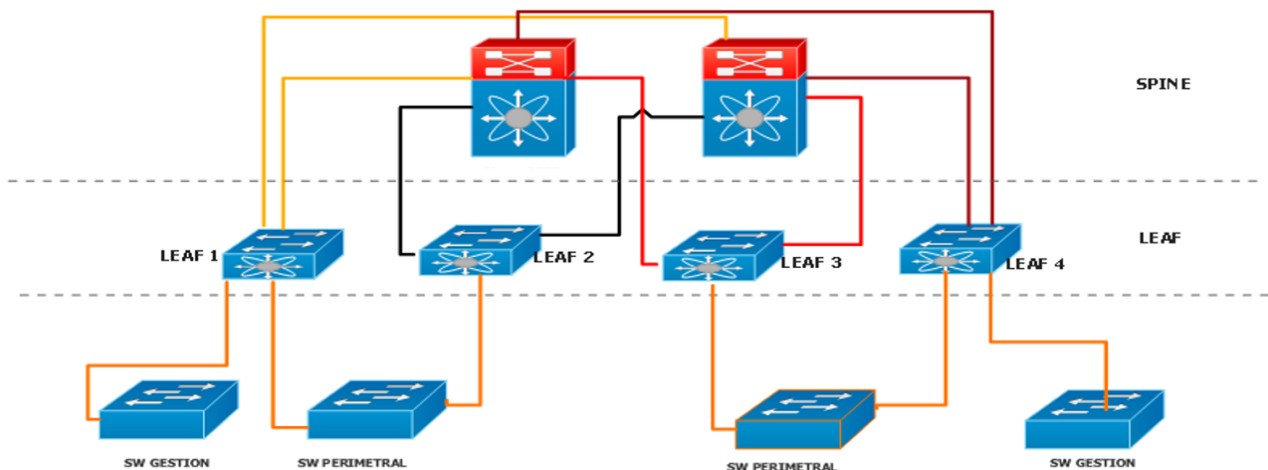 SPINE
LEAF
LEAF 1
LEAF 2
LEAF 3
LEAF 4
SW GESTION
SW PERIMETRAL
SW PERIMETRAL
SW GESTION